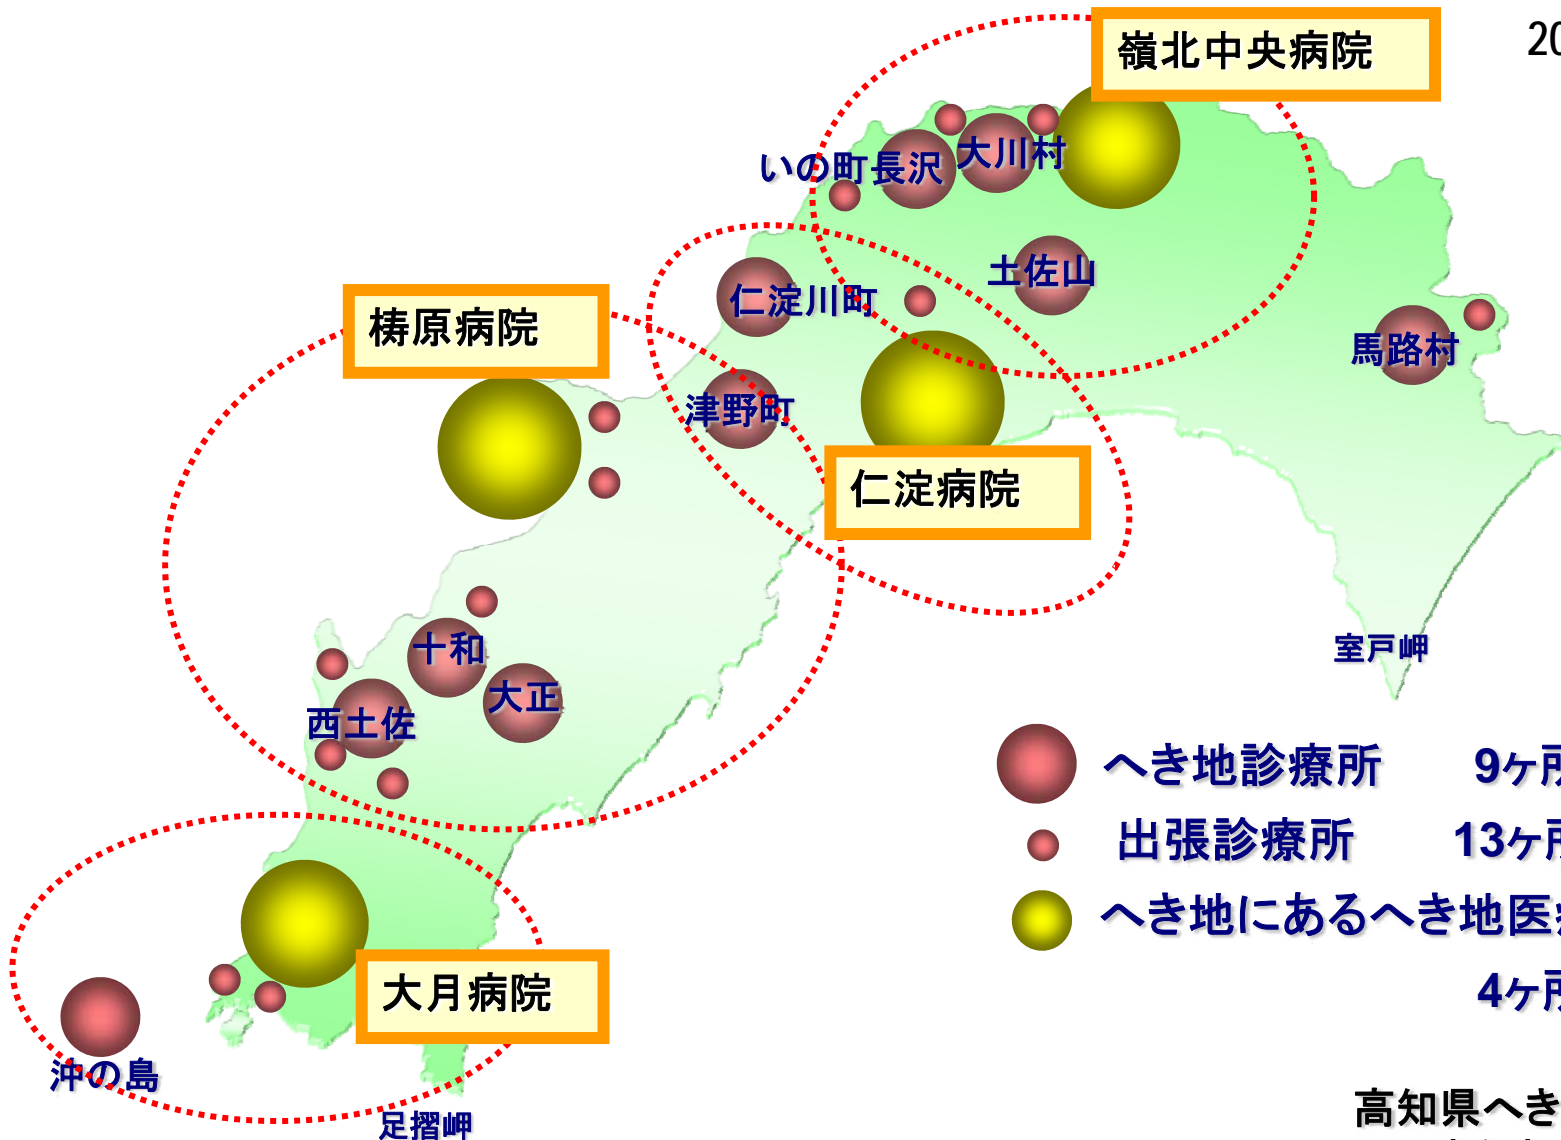 20
嶺北中央病院
いの町長沢
大川村
土佐山
仁淀川町
馬路村
梼原病院
津野町
仁淀病院
十和
大正
西土佐
室戸岬
へき地診療所 9ヶ所
出張診療所 13ヶ所
へき地にあるへき地医療
4ヶ所
大月病院
沖の島
足摺岬
高知県へき